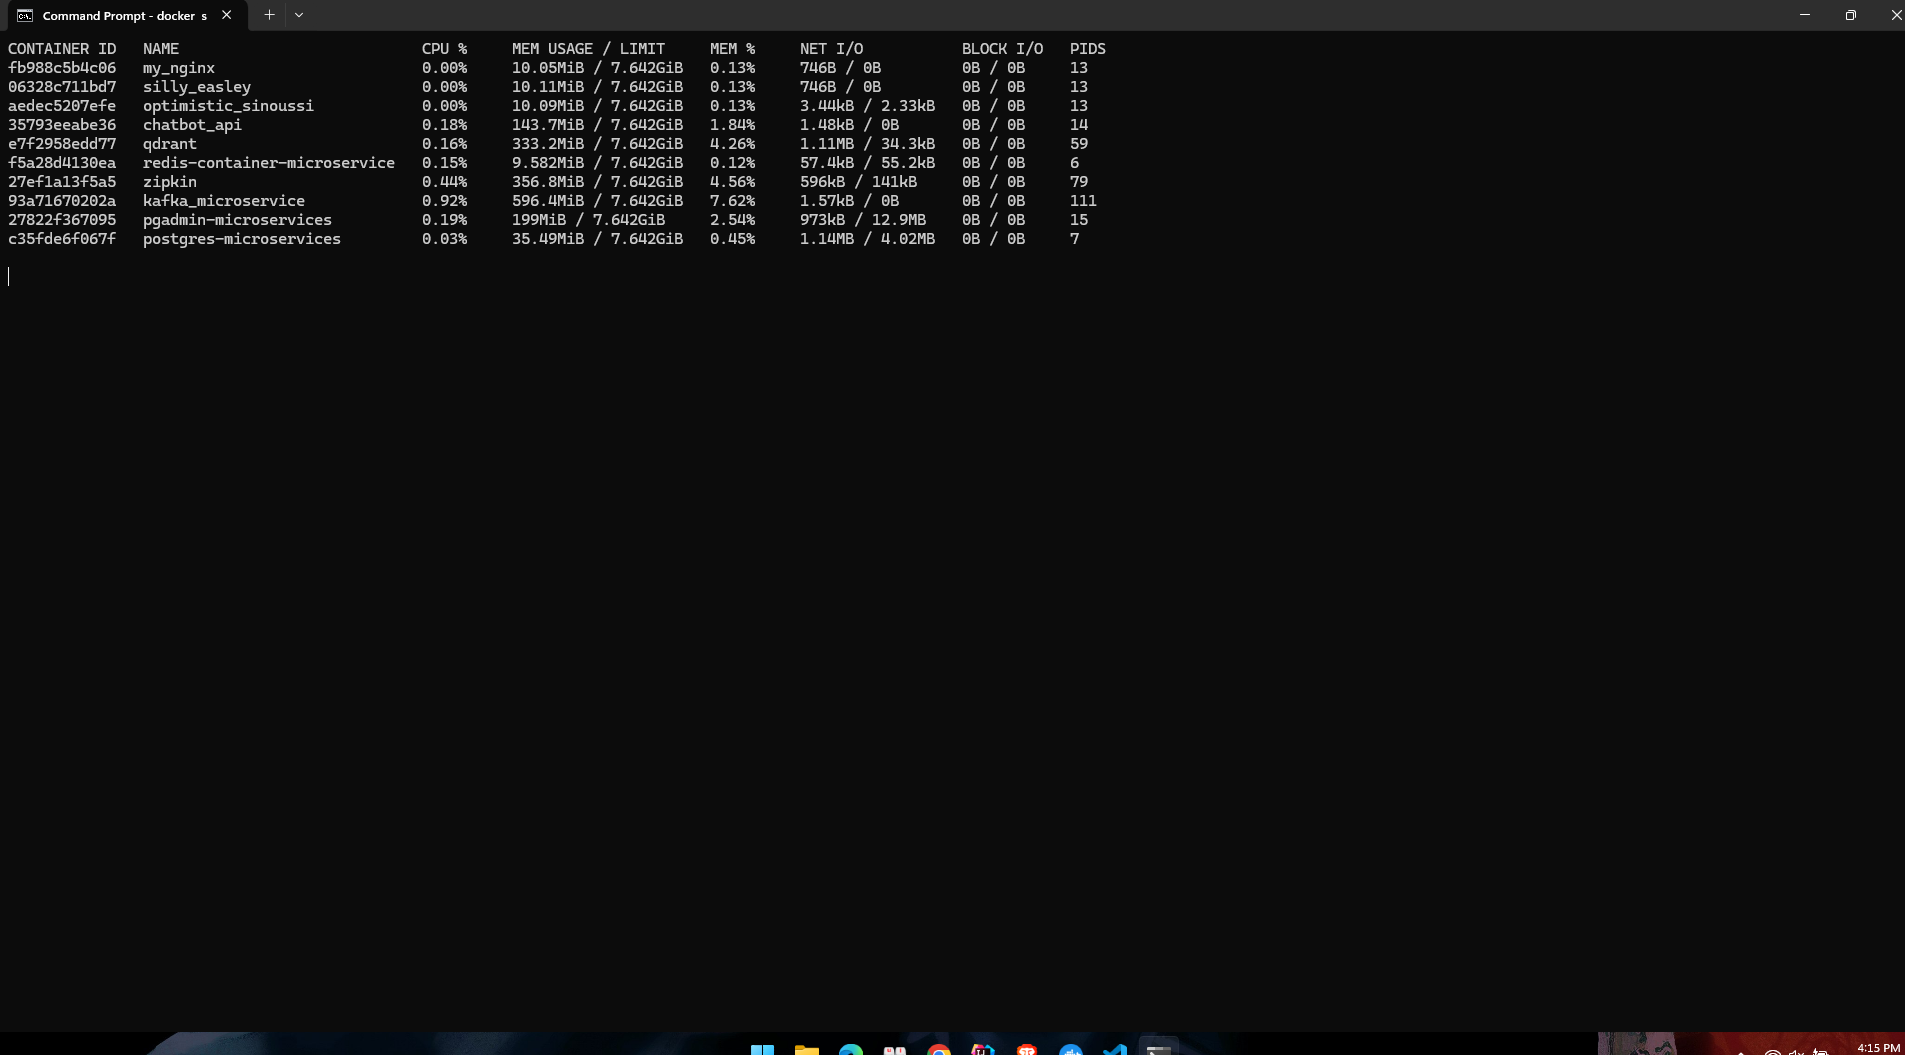 Command Prompt - docker s
CONTAINER ID NAME CPU % MEM USAGE / LIMIT MEM % NET I/O BLOCK I/O PIDS
fb988c5b4c06 my_nginx 0.00% 10.05MiB / 7.642GiB 0.13% 746B / 0B 0B / 0B 13
06328c711bd7 silly_easley 0.00% 10.11MiB / 7.642GiB 0.13% 746B / 0B 0B / 0B 13
aedec5207efe optimistic_sinoussi 0.00% 10.09MiB / 7.642GiB 0.13% 3.44kB / 2.33kB 0B / 0B 13
35793eeabe36 chatbot_api 0.18% 143.7MiB / 7.642GiB 1.84% 1.48kB / 0B 0B / 0B 14
e7f2958edd77 qdrant 0.16% 333.2MiB / 7.642GiB 4.26% 1.11MB / 34.3kB 0B / 0B 59
f5a28d4130ea redis-container-microservice 0.15% 9.582MiB / 7.642GiB 0.12% 57.4kB / 55.2kB 0B / 0B 6
27ef1a13f5a5 zipkin 0.44% 356.8MiB / 7.642GiB 4.56% 596kB / 141kB 0B / 0B 79
93a71670202a kafka_microservice 0.92% 596.4MiB / 7.642GiB 7.62% 1.57kB / 0B 0B / 0B 111
27822f367095 pgadmin-microservices 0.19% 199MiB / 7.642GiB 2.54% 973kB / 12.9MB 0B / 0B 15
c35fde6f067f postgres-microservices 0.03% 35.49MiB / 7.642GiB 0.45% 1.14MB / 4.02MB 0B / 0B 7
4:15 PM